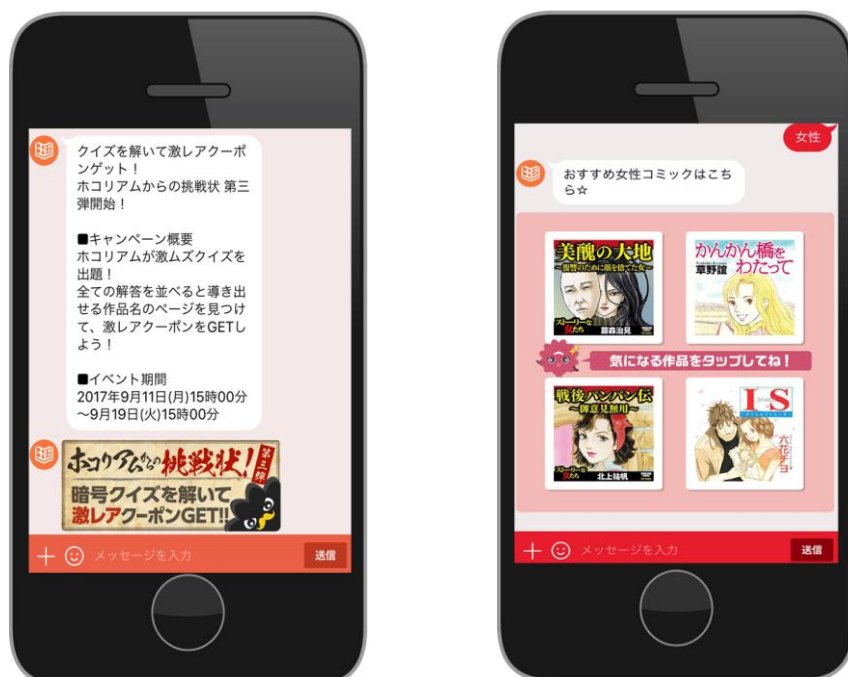 クイズを解いて激レアクーポ
ンゲット！
ホコリアムからの挑戦状 第三
弾開始！
■キャンペーン概要
ホコリアムが激ムズクイズを
出題！
全ての解答を並べると導き出
せる作品名のページを見つけ
て、激レアクーポンをGETし
よう！
■イベント期間
2017年9月11日(月)15時00分
〜9月19日(火)15時00分
ホコリアムからの挑戦状！
第三弾
暗号クイズを解いて
激レアクーポンGET!!
メッセージを入力
送信
女性
おすすめ女性コミックはこち
ら☆
美醜の大地
〜復讐のために顔を捨てた女〜
ストーリーな
女たち
藤森治見
かんかん橋を
わたって
草野誼
気になる作品をタップしてね！
戦後パンパン伝
〜御意見無用〜
ストーリーな
女たち
北上祐帆
IS
六花チヨ
メッセージを入力
送信